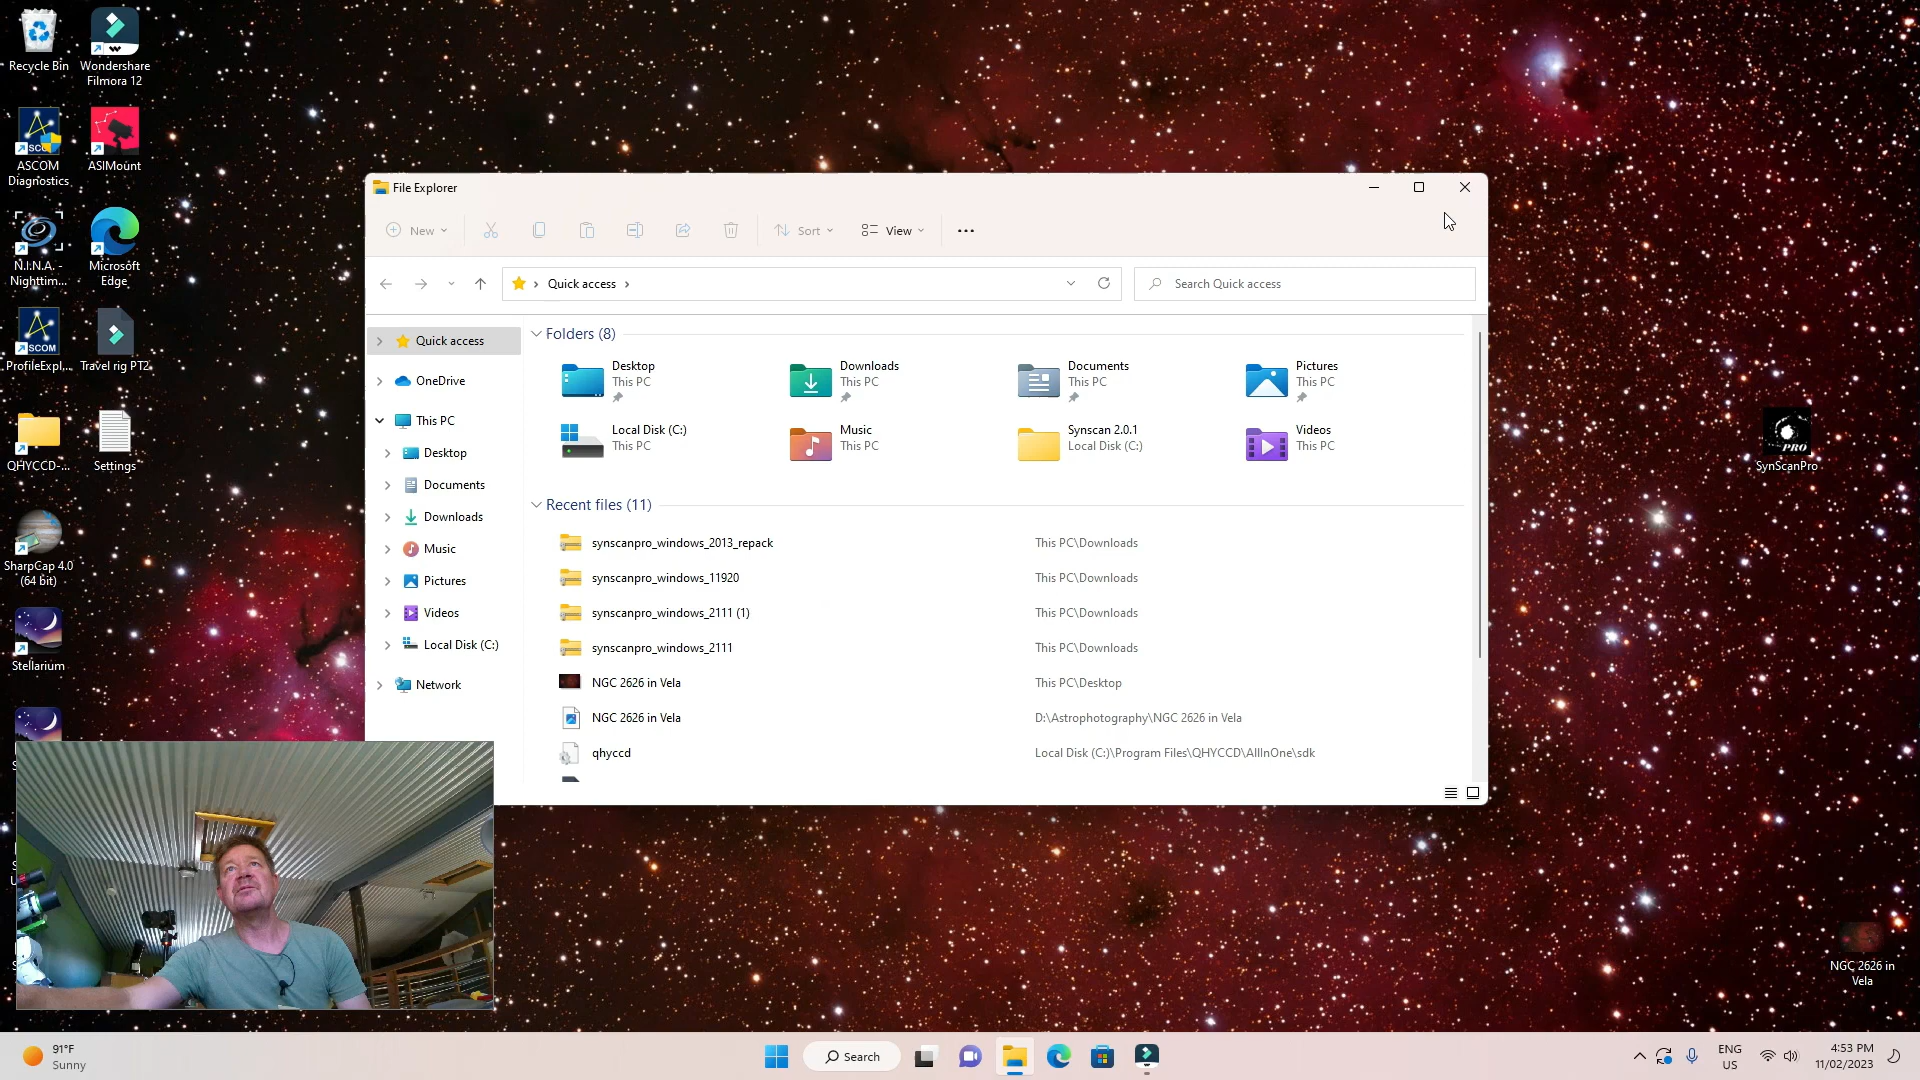 Recycle Bin
Wondershare
Filmora 12
ASCOM
Diagnostics
ASIMount
N.I.N.A. -
Nighttim...
Microsoft
Edge
ProfileExpl...
Travel rig PT2
QHYCCD-...
Settings
SharpCap 4.0
(64 bit)
Stellarium
File Explorer
New
Sort
View
Quick access
Search Quick access
Quick access
OneDrive
This PC
Desktop
Documents
Downloads
Music
Pictures
Videos
Local Disk (C:)
Network
Folders (8)
Desktop
This PC
Downloads
This PC
Documents
This PC
Pictures
This PC
Local Disk (C:)
This PC
Music
This PC
Synscan 2.0.1
Local Disk (C:)
Videos
This PC
Recent files (11)
synscanpro_windows_2013_repack This PC\Downloads
synscanpro_windows_11920 This PC\Downloads
synscanpro_windows_2111 (1) This PC\Downloads
synscanpro_windows_2111 This PC\Downloads
NGC 2626 in Vela This PC\Desktop
NGC 2626 in Vela D:\Astrophotography\NGC 2626 in Vela
qhyccd Local Disk (C:)\Program Files\QHYCCD\AllInOne\sdk
PRO
SynScanPro
NGC 2626 in
Vela
91°F
Sunny
Search
ENG
US
4:53 PM
11/02/2023